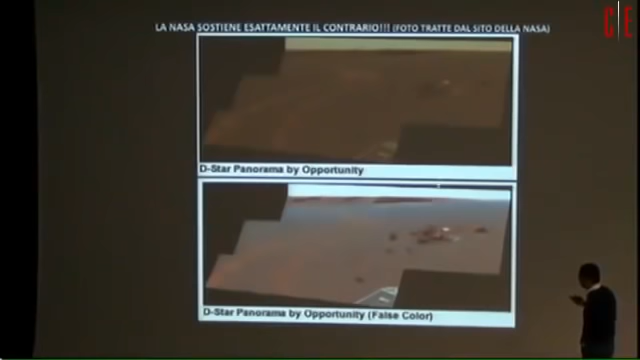 LA NASA SOSTIENE ESATTAMENTE IL CONTRARIO!!! (FOTO TRATTE DAL SITO DELLA NASA)
C E
D-Star Panorama by Opportunity
D-Star Panorama by Opportunity (False Color)